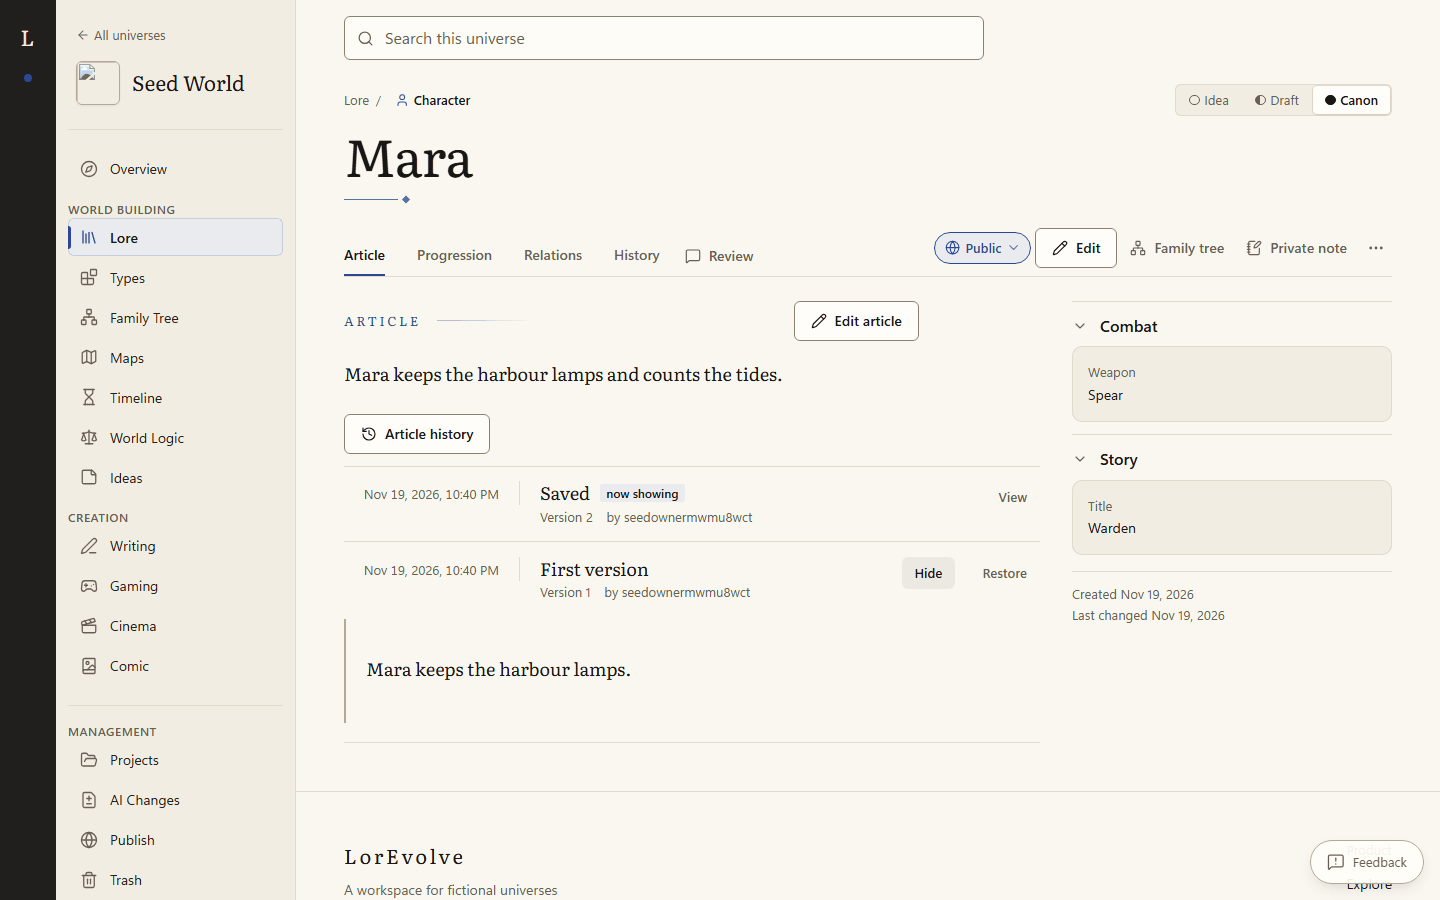 L
All universes
Seed World
Overview
WORLD BUILDING
Lore
Types
Family Tree
Maps
Timeline
World Logic
Ideas
CREATION
Writing
Gaming
Cinema
Comic
MANAGEMENT
Projects
AI Changes
Publish
Trash
Search this universe
Lore / Character
Idea Draft Canon
Mara
Article Progression Relations History Review
Public Edit Family tree Private note
ARTICLE
Edit article
Mara keeps the harbour lamps and counts the tides.
Article history
Nov 19, 2026, 10:40 PM
Saved now showing
Version 2 by seedownermwmu8wct
View
Nov 19, 2026, 10:40 PM
First version
Version 1 by seedownermwmu8wct
Hide Restore
Mara keeps the harbour lamps.
Combat
Weapon
Spear
Story
Title
Warden
Created Nov 19, 2026
Last changed Nov 19, 2026
LorEvolve
A workspace for fictional universes
Product
Feedback
Explore